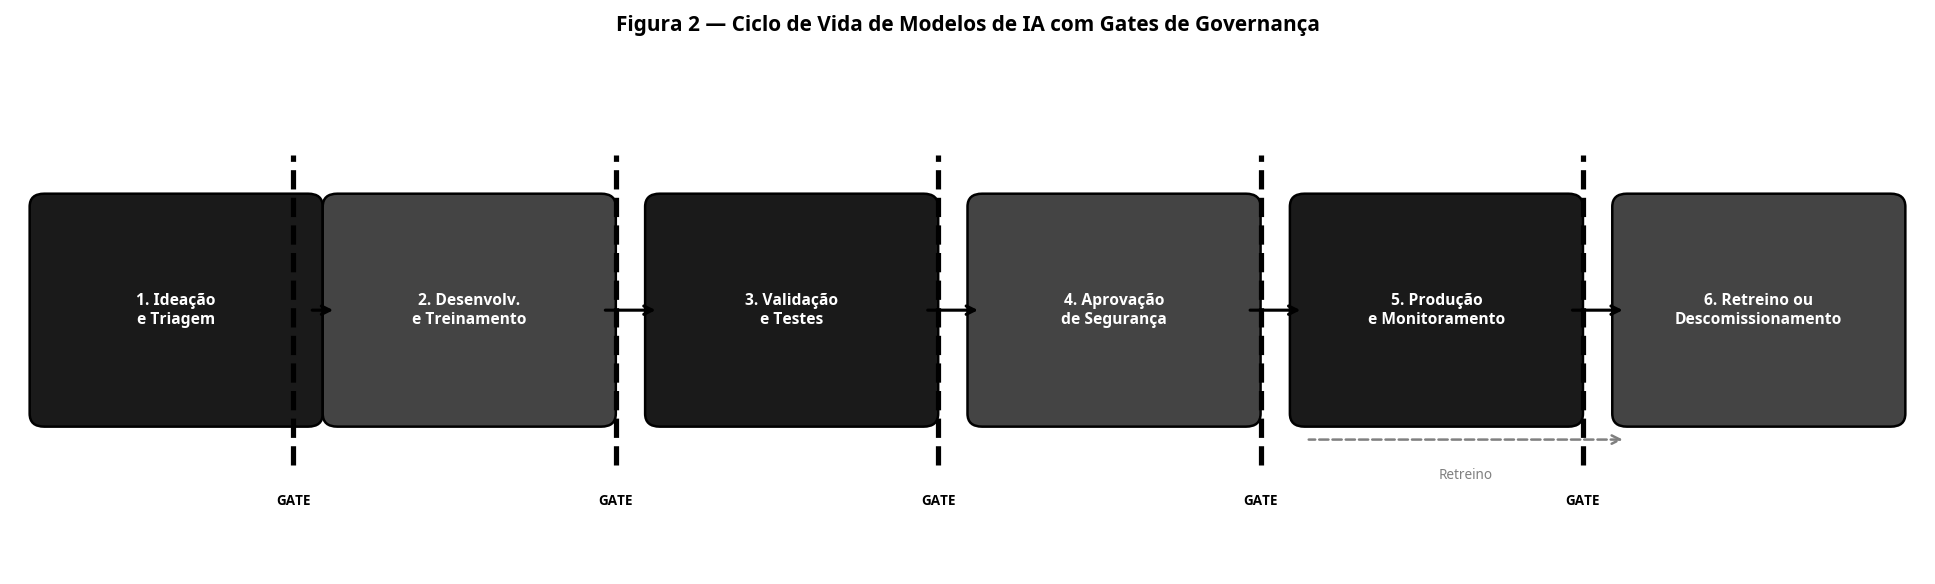 Figura 2 — Ciclo de Vida de Modelos de IA com Gates de Governança
1. Ideação
e Triagem
2. Desenvolv.
e Treinamento
3. Validação
e Testes
4. Aprovação
de Segurança
5. Produção
e Monitoramento
6. Retreino ou
Descomissionamento
Retreino
GATE
GATE
GATE
GATE
GATE